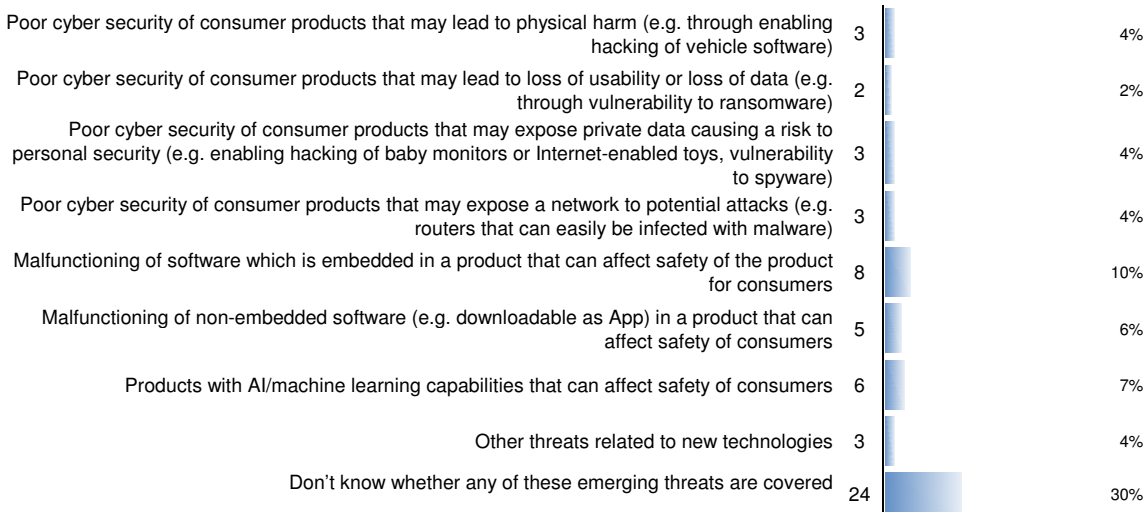 Poor cyber security of consumer products that may lead to physical harm (e.g. through enabling
hacking of vehicle software) 3 4%
Poor cyber security of consumer products that may lead to loss of usability or loss of data (e.g.
through vulnerability to ransomware) 2 2%
Poor cyber security of consumer products that may expose private data causing a risk to
personal security (e.g. enabling hacking of baby monitors or Internet-enabled toys, vulnerability
to spyware) 3 4%
Poor cyber security of consumer products that may expose a network to potential attacks (e.g.
routers that can easily be infected with malware) 3 4%
Malfunctioning of software which is embedded in a product that can affect safety of the product
for consumers 8 10%
Malfunctioning of non-embedded software (e.g. downloadable as App) in a product that can
affect safety of consumers 5 6%
Products with AI/machine learning capabilities that can affect safety of consumers 6 7%
Other threats related to new technologies 3 4%
Don’t know whether any of these emerging threats are covered 24 30%